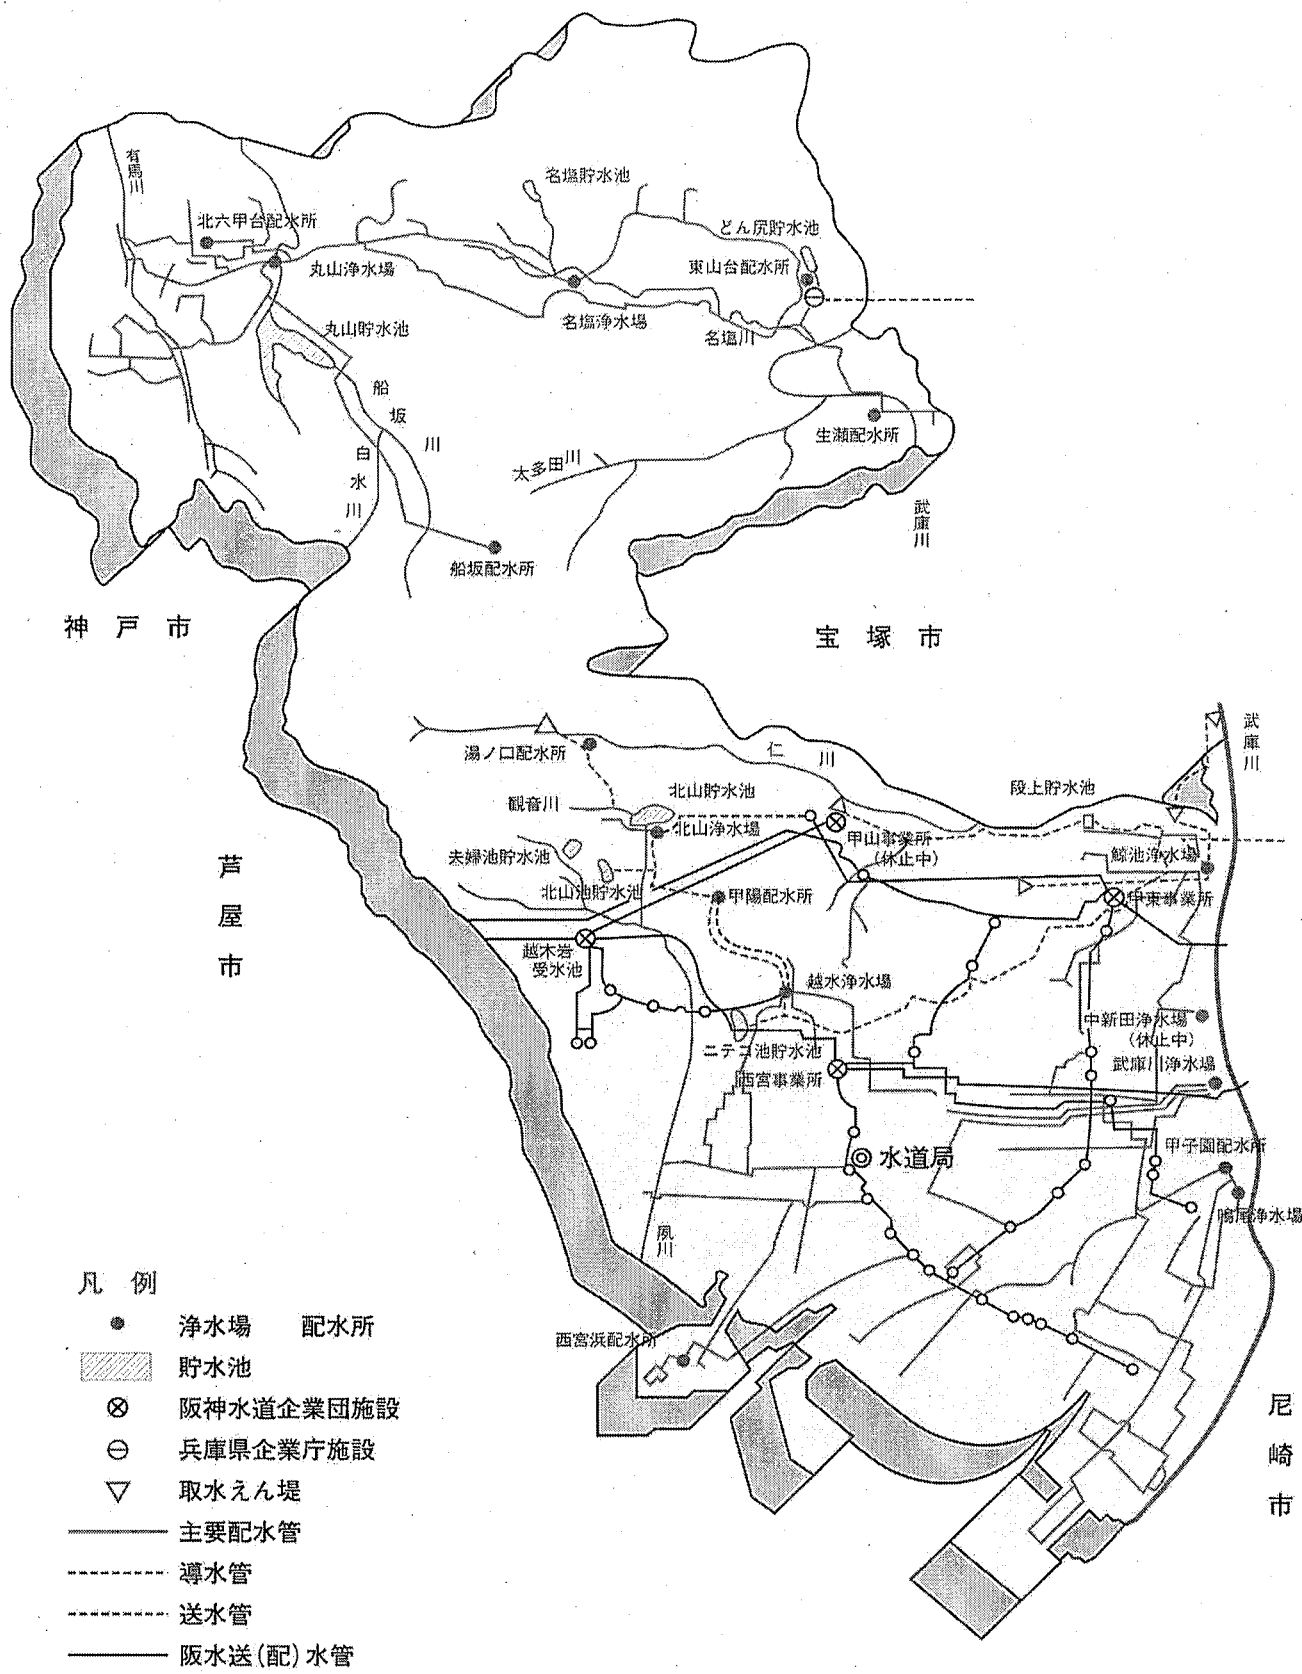 有馬川
名塩貯水池
北六甲台配水所
どん尻貯水池
丸山浄水場
東山台配水所
丸山貯水池
名塩浄水場
名塩川
船坂川
白水川
生瀬配水所
太多田川
武庫川
船坂配水所
神戸市
宝塚市
武庫川
仁川
湯ノ口配水所
北山貯水池
段上貯水池
観音川
北山浄水場
甲山事業所
(休止中)
鯨池浄水場
夫婦池貯水池
芦屋市
北山池貯水池
甲陽配水所
甲東事業所
越木岩
受水池
越水浄水場
中新田浄水場
(休止中)
ニテコ池貯水池
武庫川浄水場
西宮事業所
水道局
甲子園配水所
鳴尾浄水場
夙川
西宮浜配水所
尼崎市
凡例
浄水場 配水所
貯水池
阪神水道企業団施設
兵庫県企業庁施設
取水えん堤
主要配水管
導水管
送水管
阪水送(配)水管